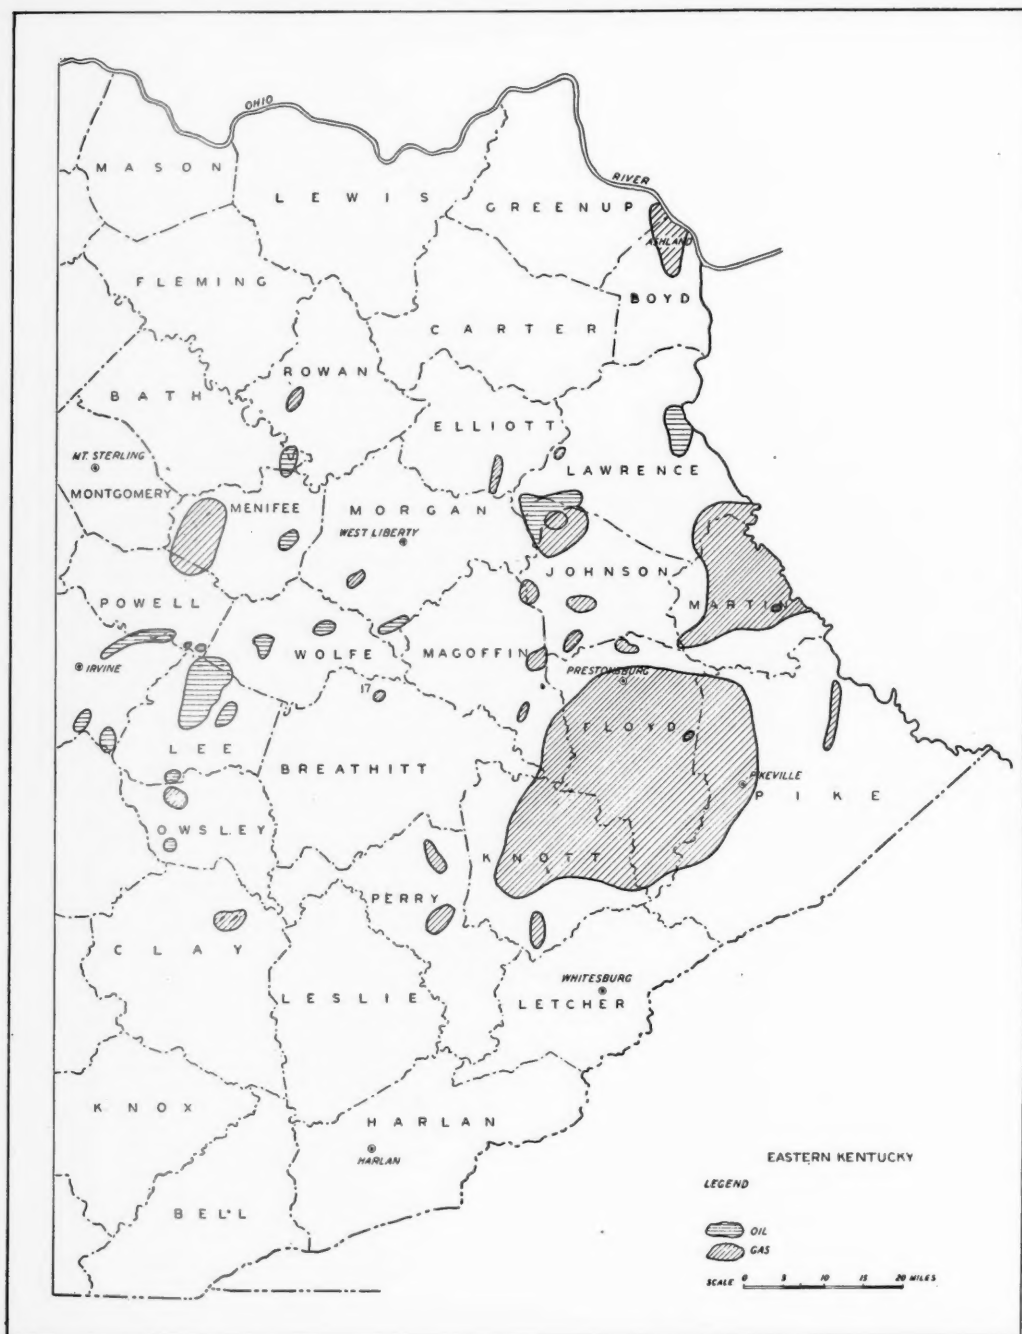 OHIO
MASON
LEWIS
RIVER
GREENUP
ASHLAND
FLEMING
BOYD
CARTER
ROWAN
BATH
ELLIOTT
MT. STERLING
LAWRENCE
MONTGOMERY
MENIFEE
MORGAN
WEST LIBERTY
JOHNSON
POWELL
MARTIN
WOLFE
MAGOFFIN
IRVINE
PRESTONSBURG
17
FLOYD
LEE
BREATHITT
PIKEVILLE
PIKE
OWSLEY
KNOTT
PERRY
CLAY
WHITESBURG
LESLIE
LETCHER
KNOX
HARLAN
HARLAN
BELL
EASTERN KENTUCKY
LEGEND
OIL
GAS
SCALE 0 5 10 15 20 MILES